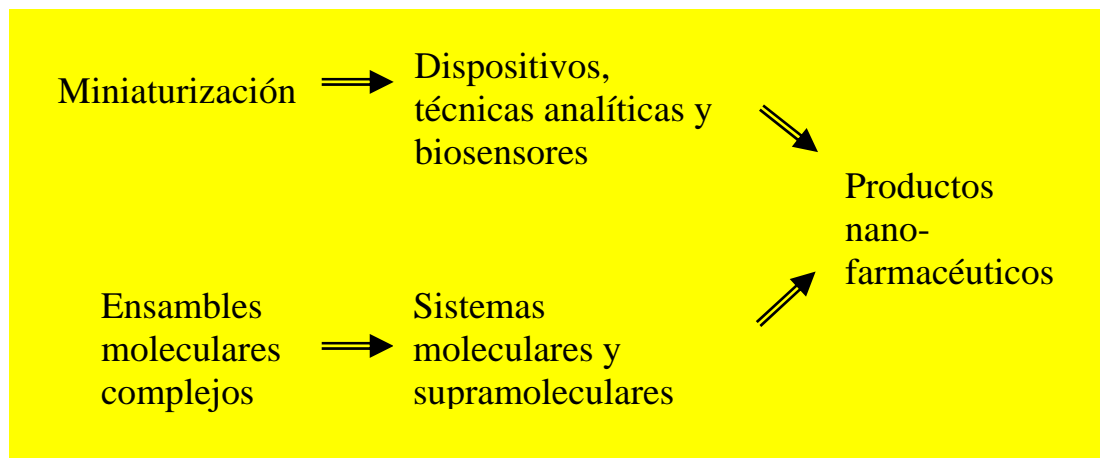 Miniaturización
Dispositivos,
técnicas analíticas y
biosensores
Ensambles
moleculares
complejos
Sistemas
moleculares y
supramoleculares
Productos
nano-
farmacéuticos